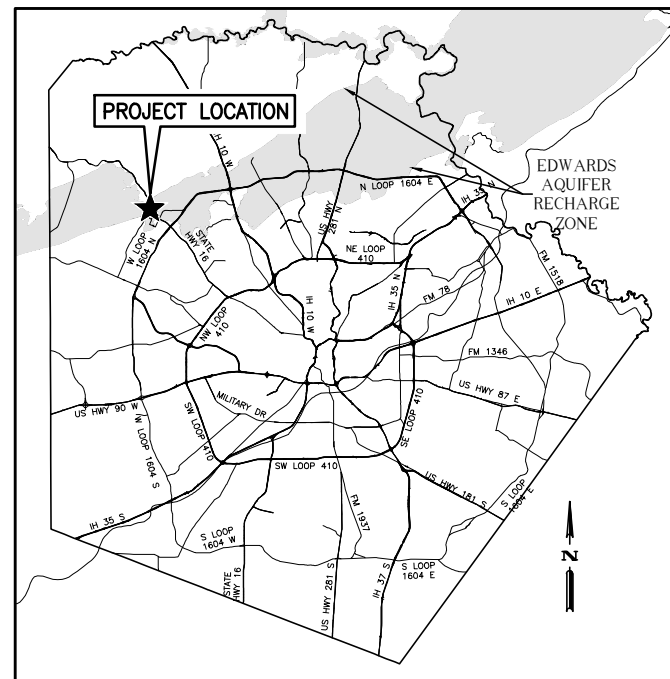 PROJECT LOCATION
IH 10 W
EDWARDS
AQUIFER
RECHARGE
ZONE
N LOOP 1604 E
IH 35 N
US HWY
281 N
W LOOP
1604 N
STATE
HWY 16
NE LOOP
410
IH 35 N
FM 78
FM 1518
IH 10 E
IH 10 W
NW LOOP
410
FM 1346
US HWY 87 E
US HWY 90 W
MILITARY DR
SW LOOP 410
W LOOP 1604 S
SE LOOP 410
SW LOOP 410
US HWY 181 S
S LOOP
1604 E
IH 35 S
FM 1937
S LOOP
1604 W
S LOOP
1604 E
STATE
HWY 16
US HWY 281 S
IH 37 S
N